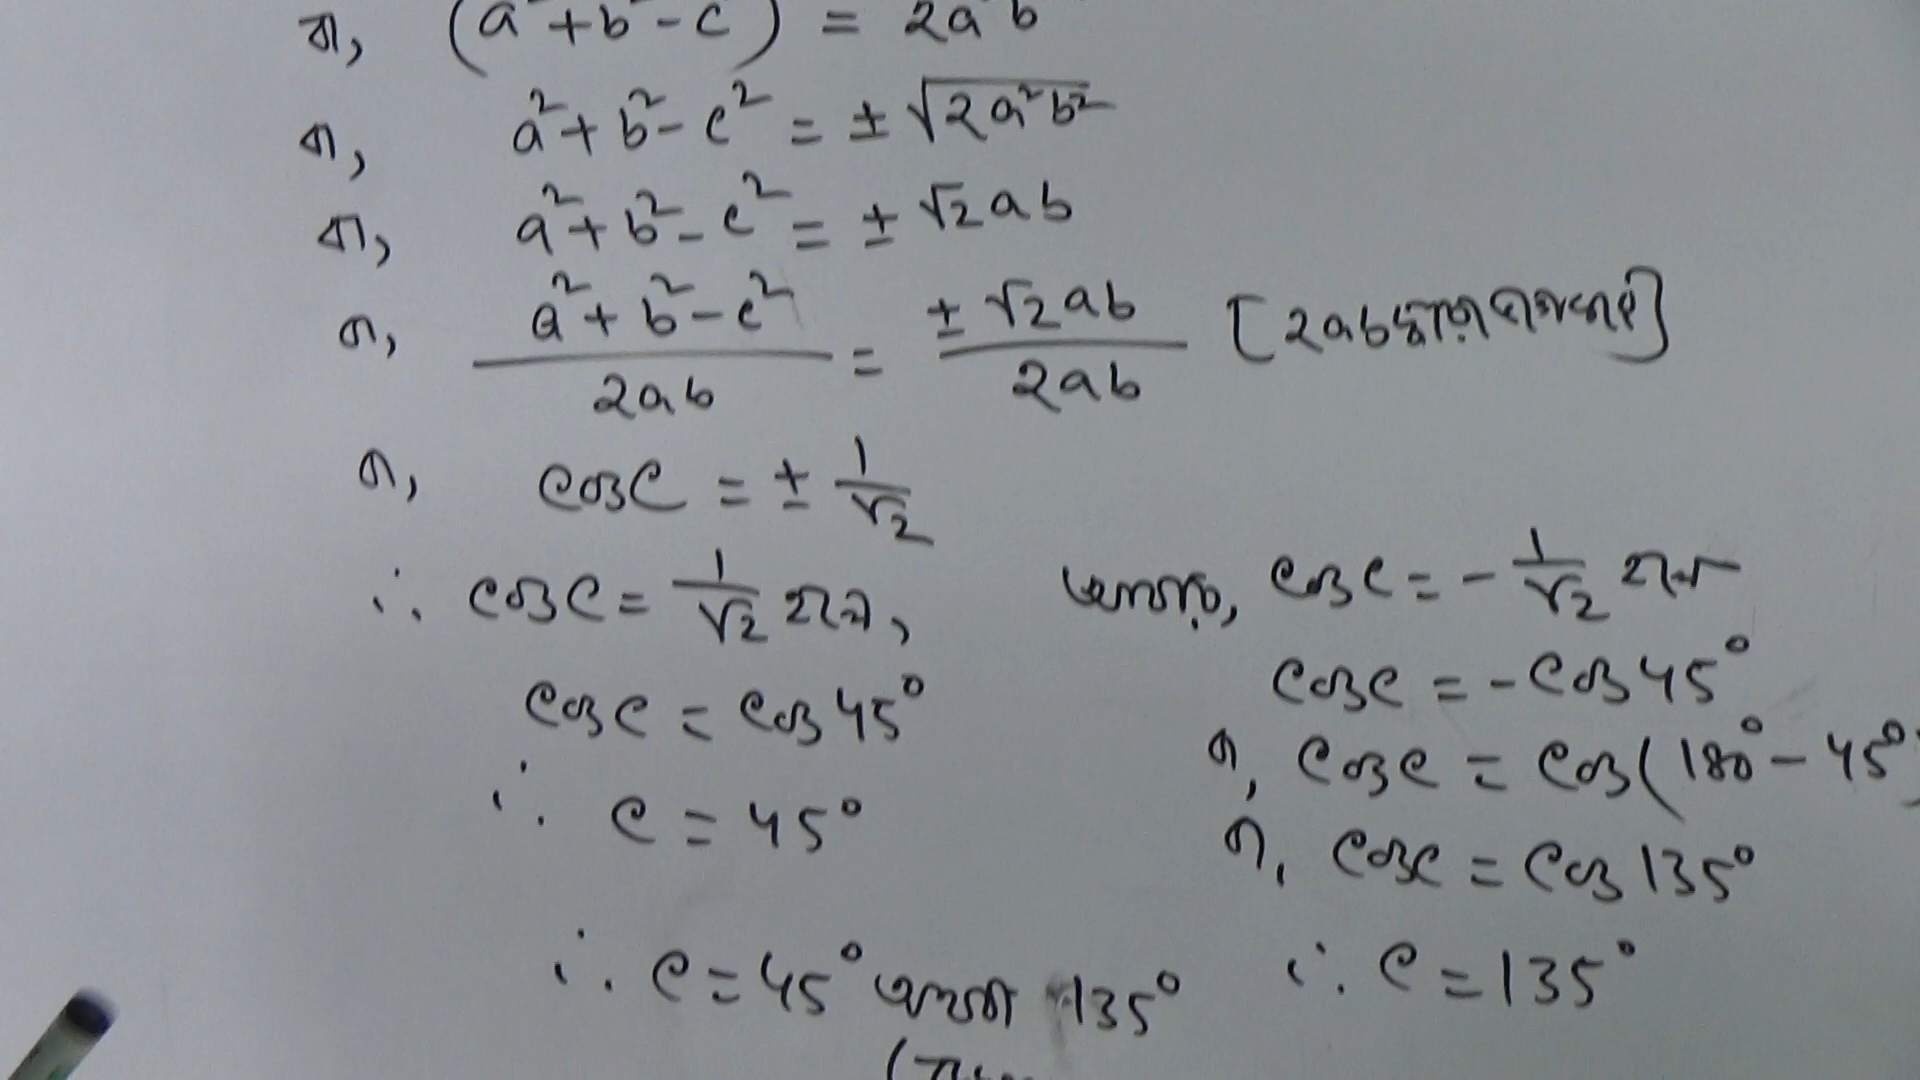 বা, (a²+b²-c²)² = 2a²b²
বা, a²+b²-c² = ±√2a²b²
বা, a²+b²-c² = ±√2ab
বা, a²+b²-c²/2ab = ±√2ab/2ab [2ab দ্বারা ভাগ করে]
বা, cosC = ±1/√2
∴ cosC = 1/√2 হলে,
cosC = cos45°
∴ C = 45°
আবার, cosC = -1/√2 হলে
cosC = -cos45°
বা, cosC = cos(180°-45°)
বা, cosC = cos135°
∴ C = 135°
∴ C = 45° অথবা 135°